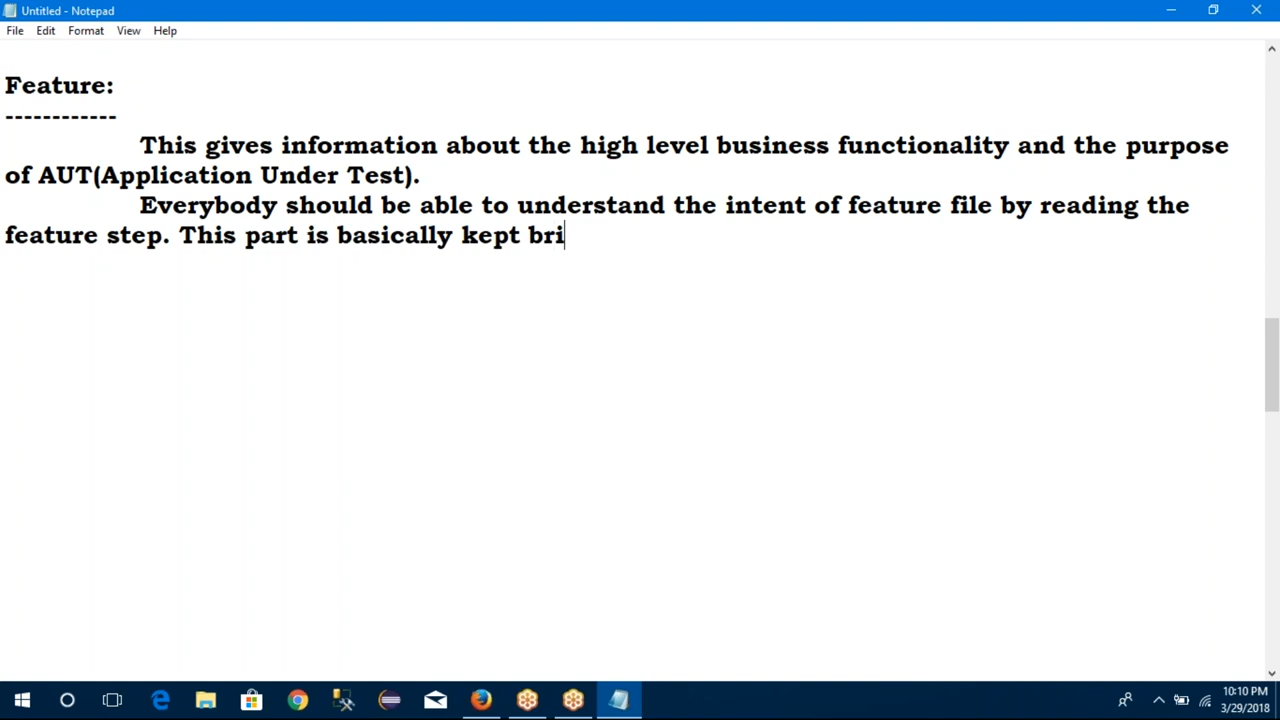 Untitled - Notepad
File Edit Format View Help
Feature:
------------
This gives information about the high level business functionality and the purpose
of AUT(Application Under Test).
Everybody should be able to understand the intent of feature file by reading the
feature step. This part is basically kept bri
10:10 PM
3/29/2018